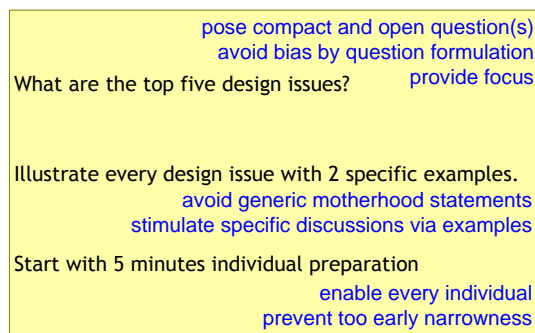 pose compact and open question(s)
avoid bias by question formulation
What are the top five design issues? provide focus
Illustrate every design issue with 2 specific examples.
avoid generic motherhood statements
stimulate specific discussions via examples
Start with 5 minutes individual preparation
enable every individual
prevent too early narrowness